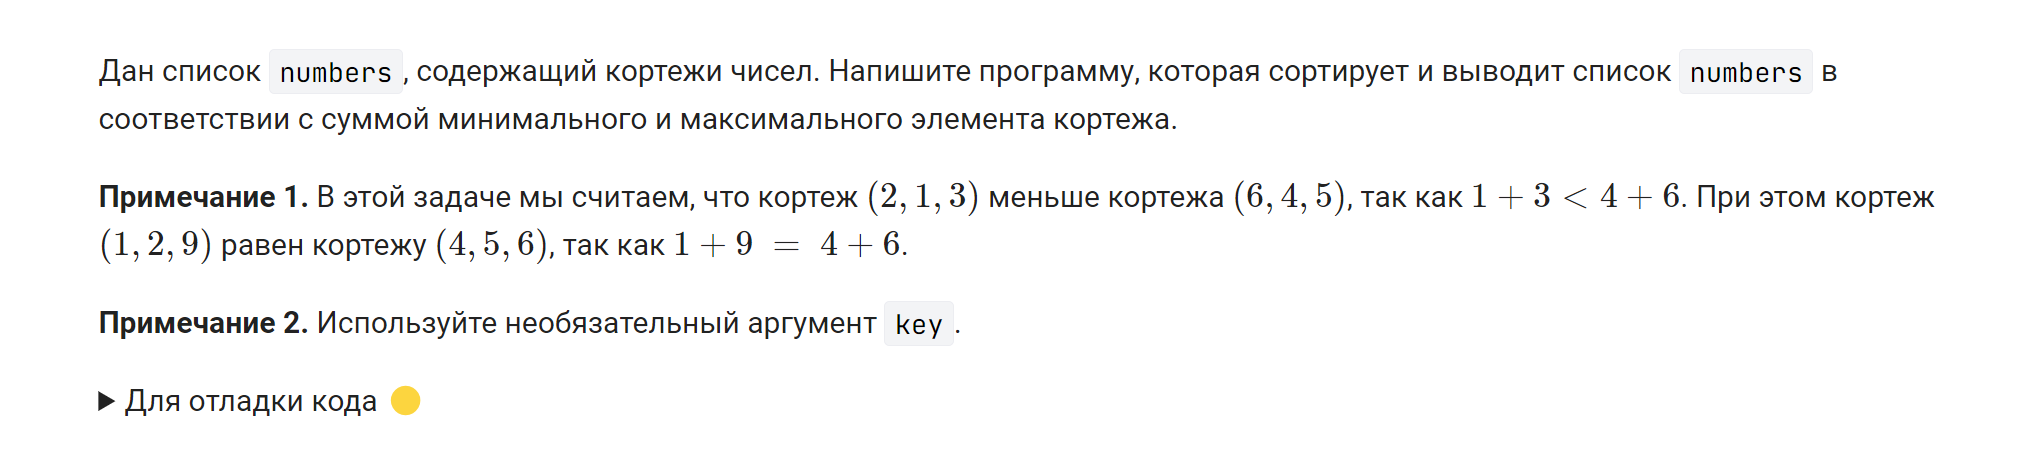 Дан список numbers, содержащий кортежи чисел. Напишите программу, которая сортирует и выводит список numbers в
соответствии с суммой минимального и максимального элемента кортежа.
Примечание 1. В этой задаче мы считаем, что кортеж (2, 1, 3) меньше кортежа (6, 4, 5), так как 1 + 3 < 4 + 6. При этом кортеж
(1, 2, 9) равен кортежу (4, 5, 6), так как 1 + 9 = 4 + 6.
Примечание 2. Используйте необязательный аргумент key.
Для отладки кода